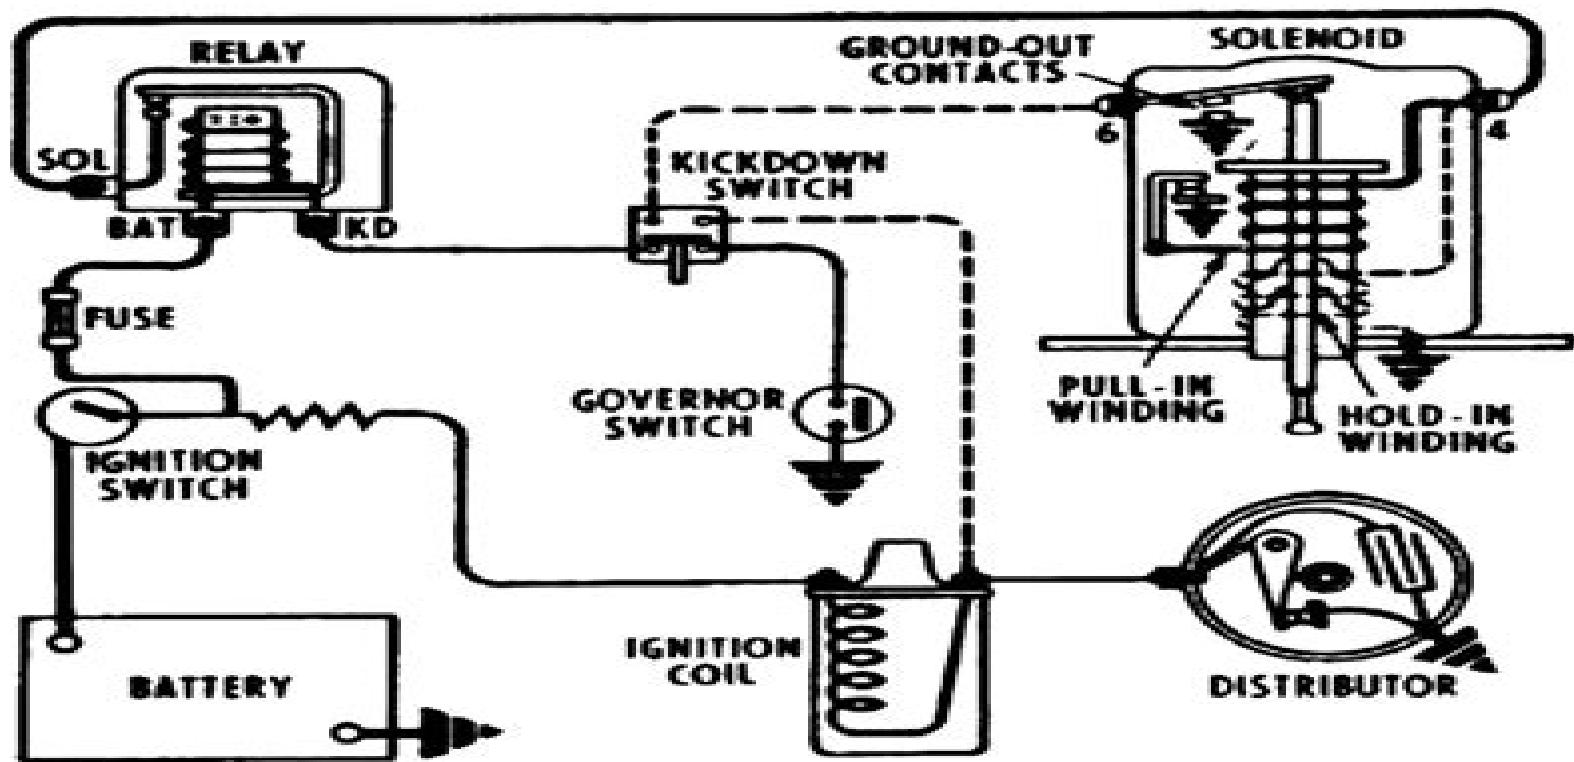 RELAY
GROUND-OUT
CONTACTS
SOLENOID
6
4
SOL
KICKDOWN
SWITCH
BAT
KD
FUSE
PULL-IN
WINDING
GOVERNOR
SWITCH
HOLD-IN
WINDING
IGNITION
SWITCH
IGNITION
COIL
BATTERY
DISTRIBUTOR